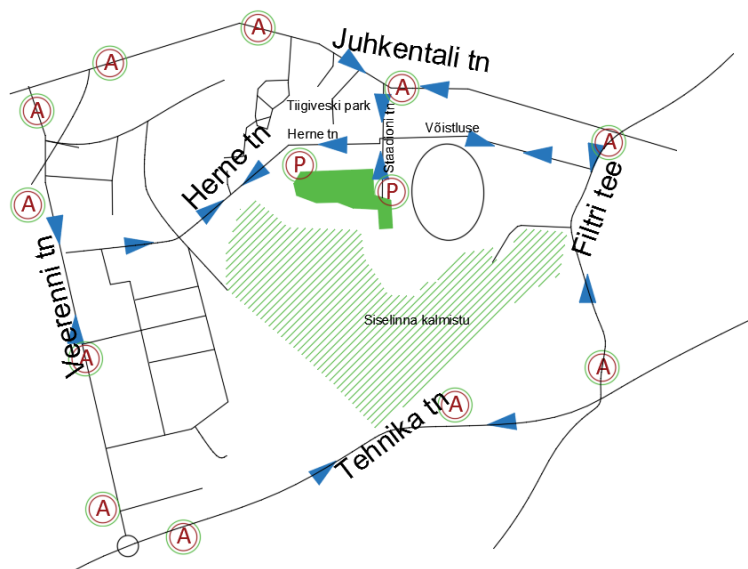 A
Juhkentali tn
A
A
A
Tiigiveski park
Staadioni tn
Võistluse
Herne tn
A
P
Herne tn
P
A
Filtri tee
Veerenni tn
Siselinna kalmistu
A
A
A
Tehnika tn
A
A